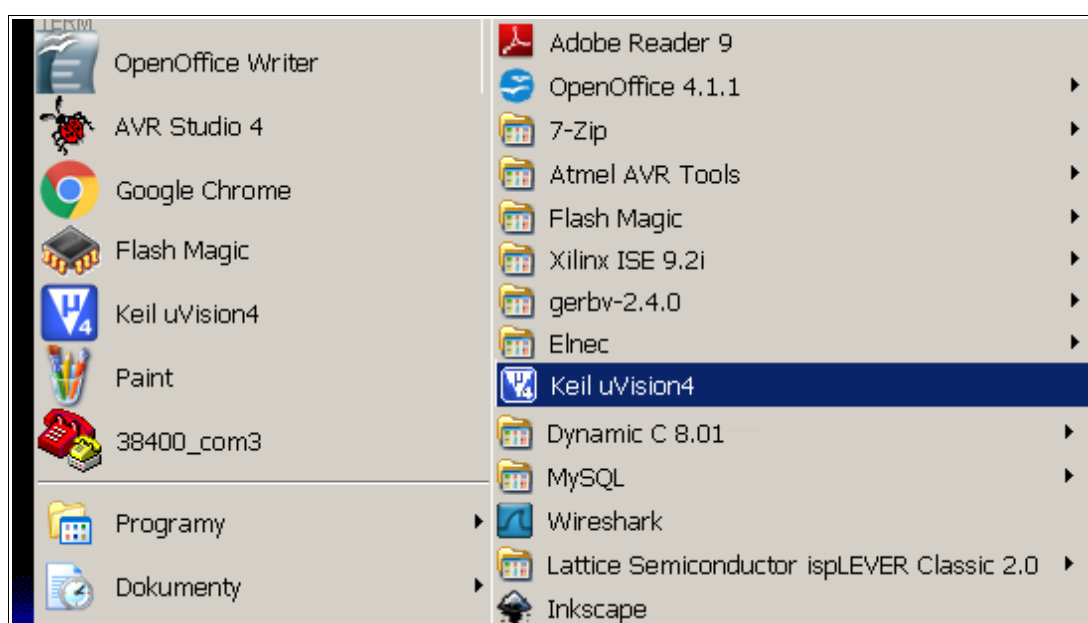 TERM
OpenOffice Writer
AVR Studio 4
Google Chrome
Flash Magic
Keil uVision4
Paint
38400_com3
Programy
Dokumenty
Adobe Reader 9
OpenOffice 4.1.1
7-Zip
Atmel AVR Tools
Flash Magic
Xilinx ISE 9.2i
gerbv-2.4.0
Elnec
Keil uVision4
Dynamic C 8.01
MySQL
Wireshark
Lattice Semiconductor ispLEVER Classic 2.0
Inkscape